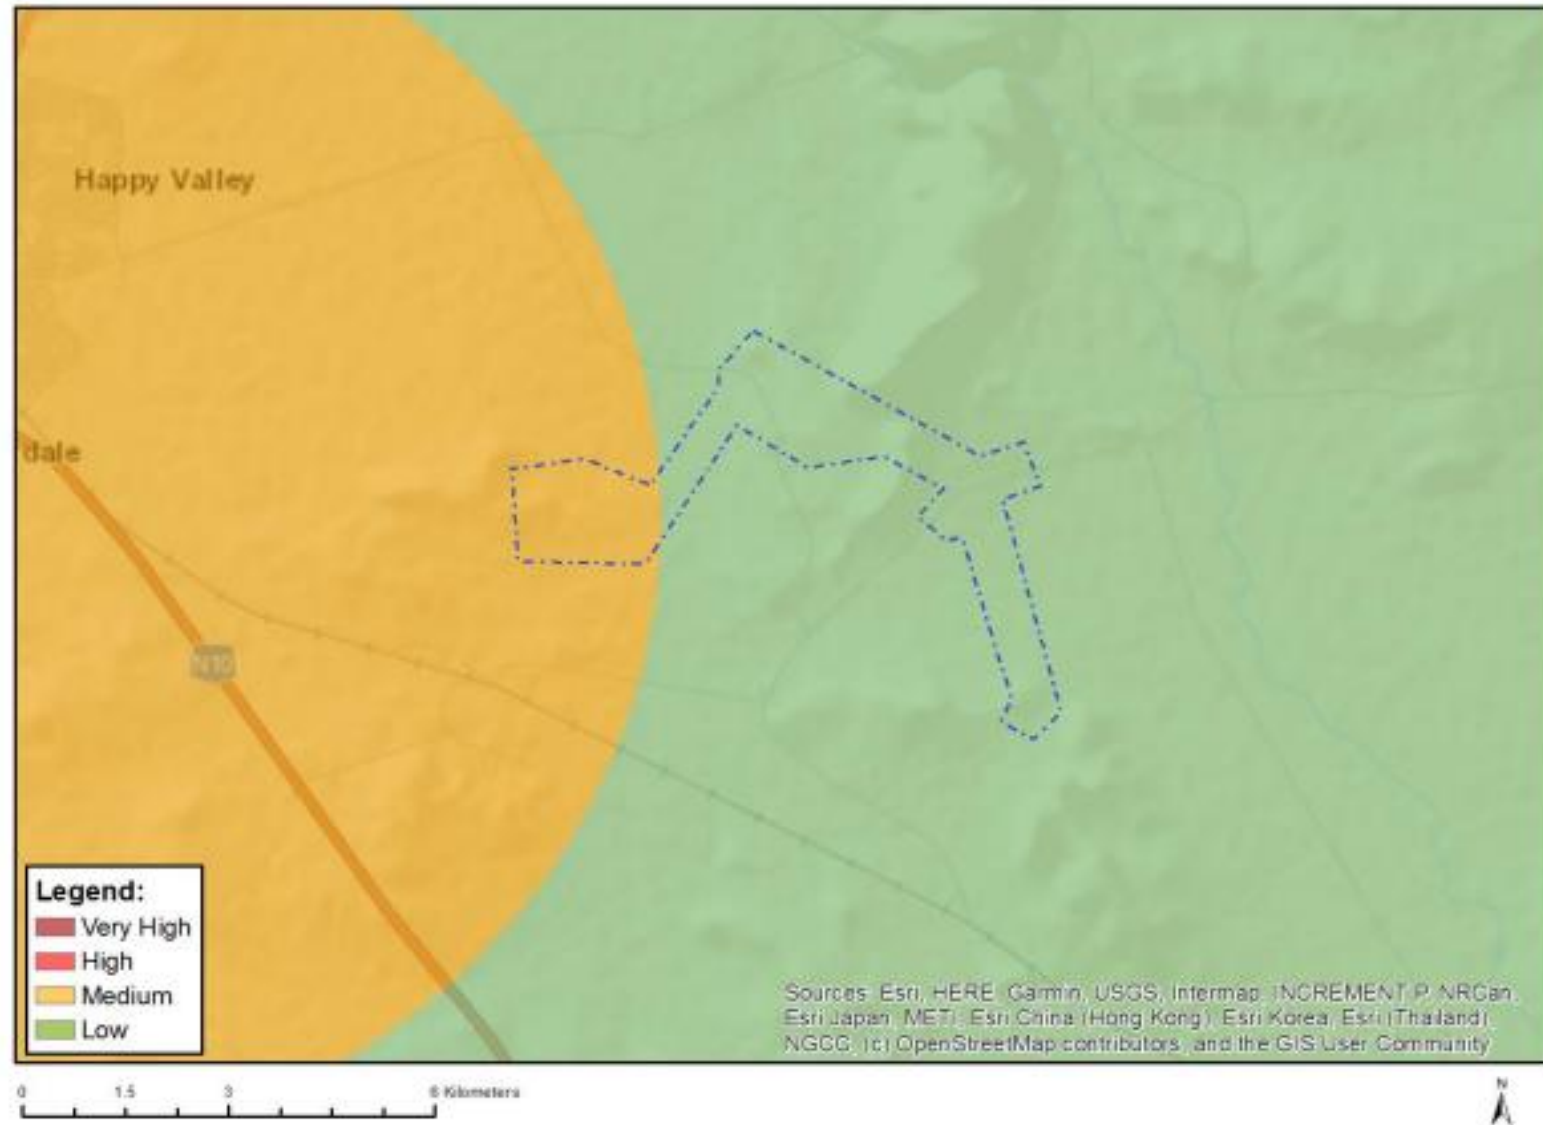 Happy Valley
dale
N10
Legend:
Very High
High
Medium
Low
Sources: Esri, HERE, Garmin, USGS, Intermap, INCREMENT P, NRCan,
Esri Japan, METI, Esri China (Hong Kong), Esri Korea, Esri (Thailand),
NGCC, (c) OpenStreetMap contributors, and the GIS User Community
0 1.5 3 6 Kilometers
N